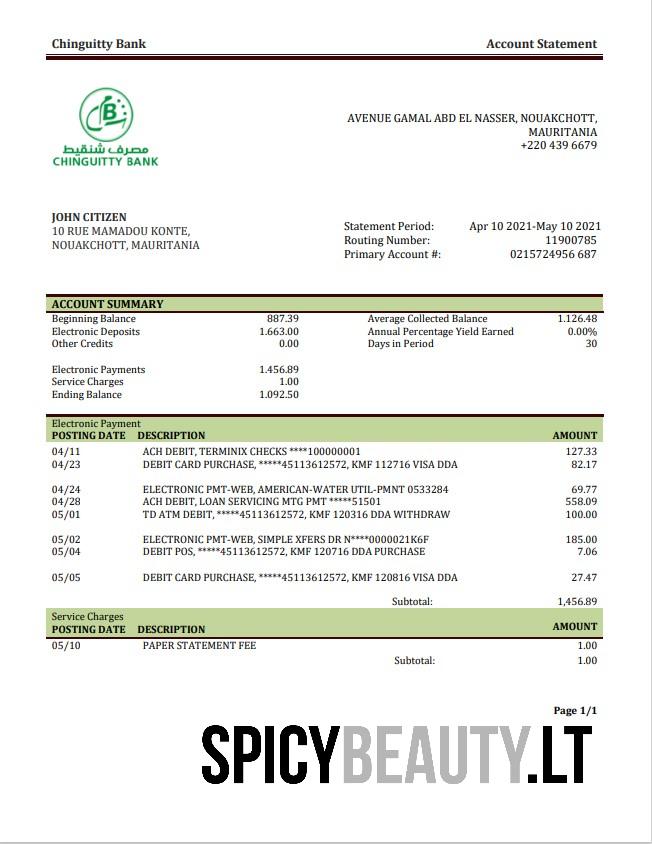 Chinguitty Bank Account Statement
مصرف شنقيط
CHINGUITTY BANK
AVENUE GAMAL ABD EL NASSER, NOUAKCHOTT,
MAURITANIA
+220 439 6679
JOHN CITIZEN
10 RUE MAMADOU KONTE,
NOUAKCHOTT, MAURITANIA
Statement Period: Apr 10 2021-May 10 2021
Routing Number: 11900785
Primary Account #: 0215724956 687
ACCOUNT SUMMARY
Beginning Balance 887.39 Average Collected Balance 1.126.48
Electronic Deposits 1.663.00 Annual Percentage Yield Earned 0.00%
Other Credits 0.00 Days in Period 30
Electronic Payments 1.456.89
Service Charges 1.00
Ending Balance 1.092.50
Electronic Payment
POSTING DATE DESCRIPTION AMOUNT
04/11 ACH DEBIT, TERMINIX CHECKS ****100000001 127.33
04/23 DEBIT CARD PURCHASE, *****45113612572, KMF 112716 VISA DDA 82.17
04/24 ELECTRONIC PMT-WEB, AMERICAN-WATER UTIL-PMNT 0533284 69.77
04/28 ACH DEBIT, LOAN SERVICING MTG PMT *****51501 558.09
05/01 TD ATM DEBIT, *****45113612572, KMF 120316 DDA WITHDRAW 100.00
05/02 ELECTRONIC PMT-WEB, SIMPLE XFERS DR N****0000021K6F 185.00
05/04 DEBIT POS, *****45113612572, KMF 120716 DDA PURCHASE 7.06
05/05 DEBIT CARD PURCHASE, *****45113612572, KMF 120816 VISA DDA 27.47
Subtotal: 1,456.89
Service Charges
POSTING DATE DESCRIPTION AMOUNT
05/10 PAPER STATEMENT FEE 1.00
Subtotal: 1.00
Page 1/1
SPICYBEAUTY.LT